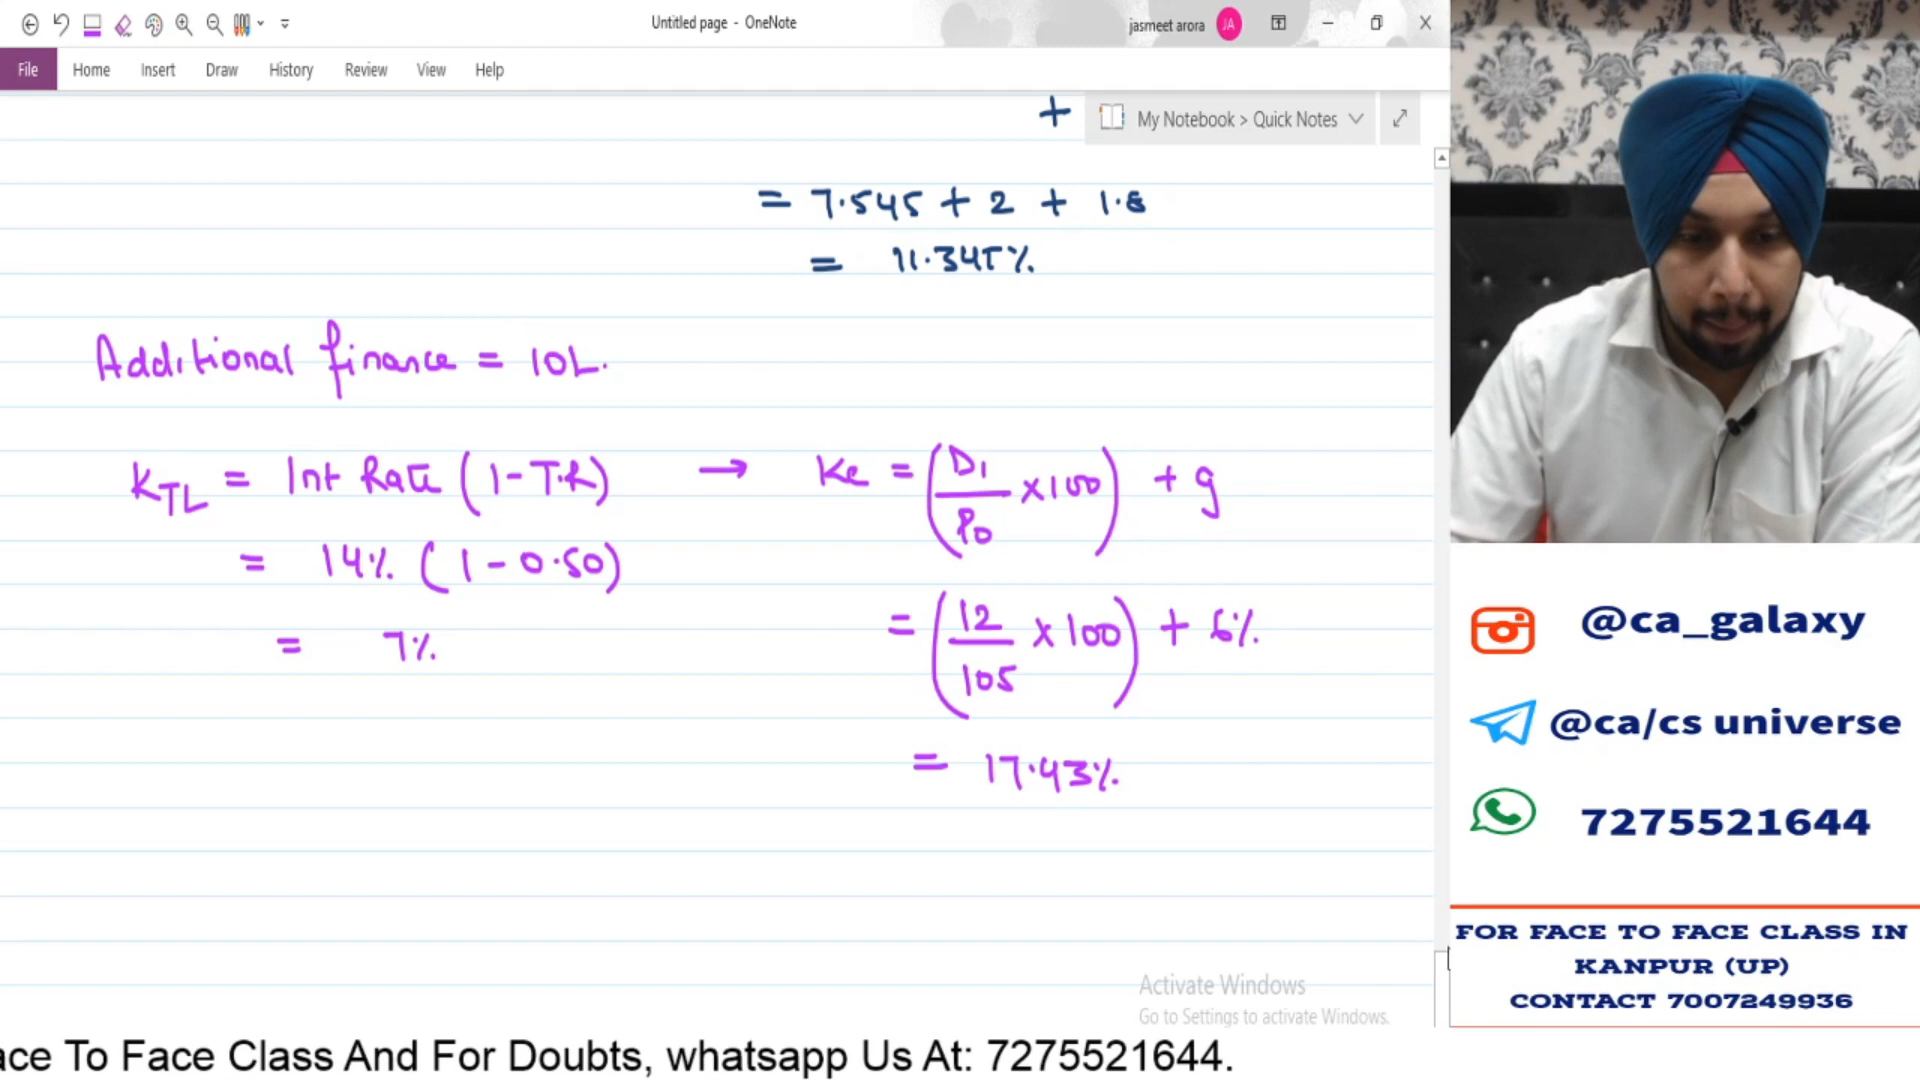 Untitled page - OneNote
jasmeet arora JA
File Home Insert Draw History Review View Help
+
My Notebook > Quick Notes
= 7.545 + 2 + 1.8
= 11.345%
Additional finance = 10L.
KTL = Int Rate (1-T.R) → Ke = (D1/P0 ×100) + g
= 14% (1-0.50)
= (12/105 ×100) + 6%
= 7%
= 17.43%
@ca_galaxy
@ca/cs universe
7275521644
FOR FACE TO FACE CLASS IN
KANPUR (UP)
CONTACT 7007249936
Activate Windows
Go to Settings to activate Windows.
ace To Face Class And For Doubts, whatsapp Us At: 7275521644.